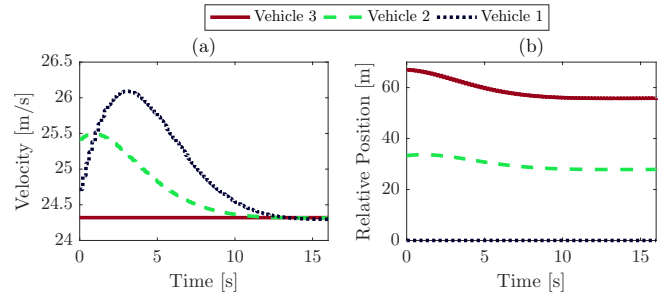 Vehicle 3 Vehicle 2 Vehicle 1
(a)
Velocity [m/s]
26.5
26
25.5
25
24.5
24
0 5 10 15
Time [s]
(b)
Relative Position [m]
60
40
20
0
0 5 10 15
Time [s]